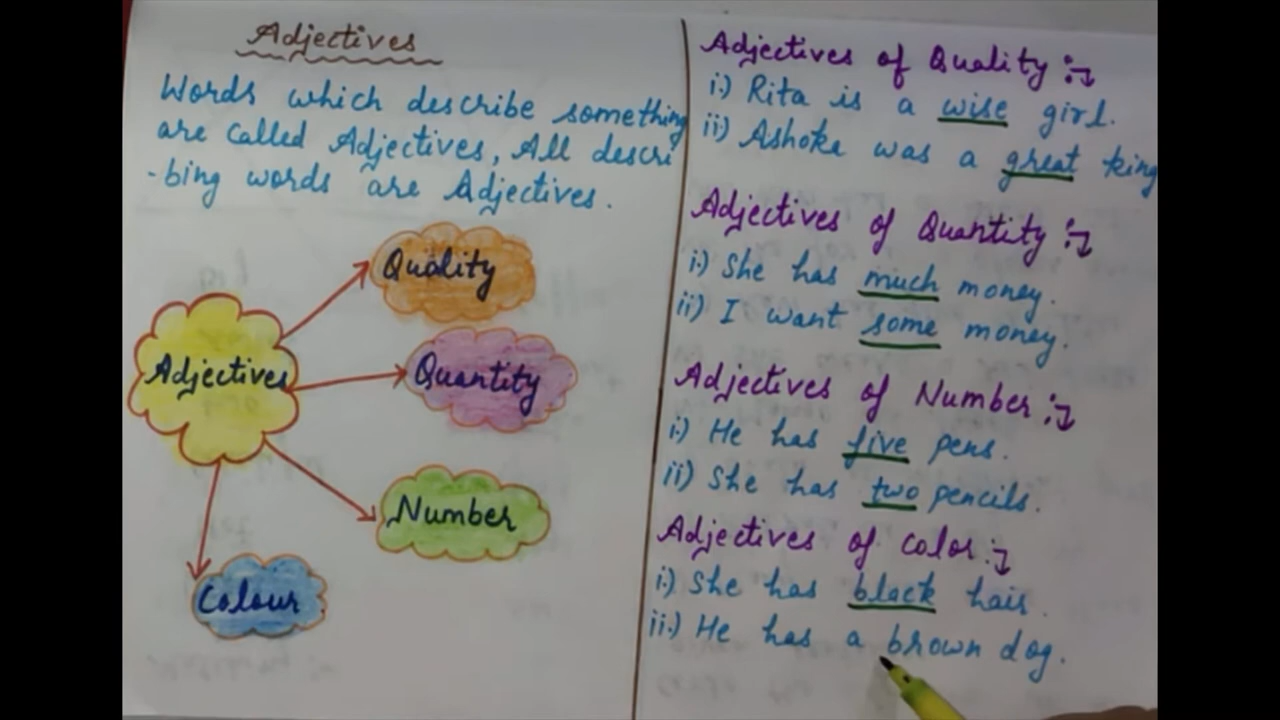 Adjectives
Words which describe something
are called Adjectives, All descri
-bing words are Adjectives.
Adjectives
Quality
Quantity
Number
Colour
Adjectives of Quality :↴
i.) Rita is a wise girl.
ii.) Ashoka was a great king
Adjectives of Quantity :↴
i.) She has much money.
ii) I want some money.
Adjectives of Number :↴
i.) He has five pens.
ii) She has two pencils.
Adjectives of color :↴
i.) She has black hair.
ii.) He has a brown dog.